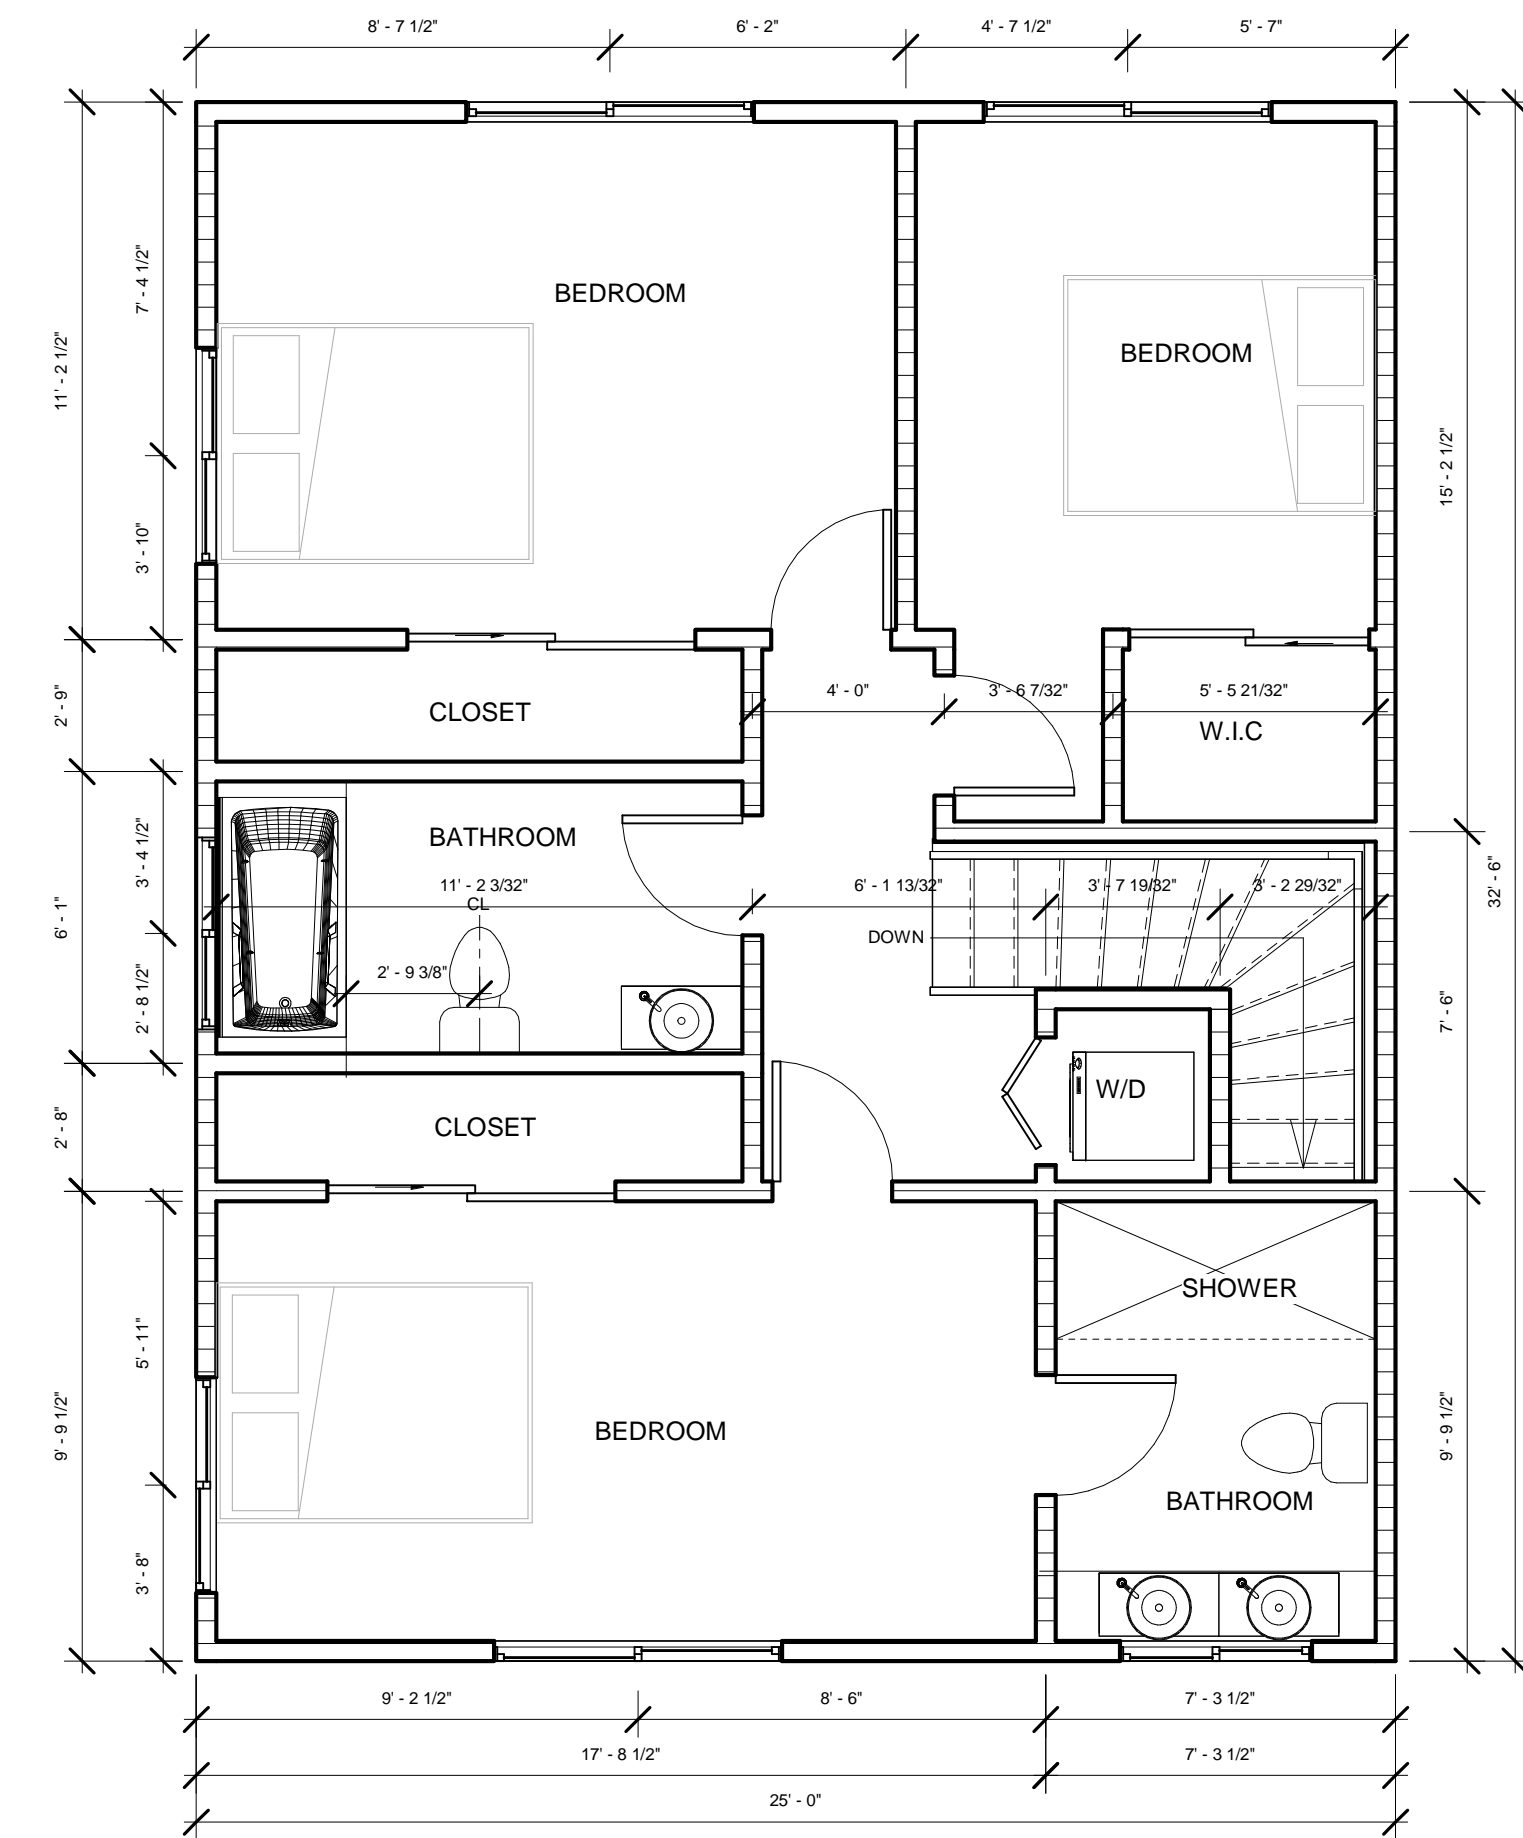 8' - 7 1/2"
6' - 2"
4' - 7 1/2"
5' - 7"
7' - 4 1/2"
11' - 2 1/2"
3' - 10"
BEDROOM
BEDROOM
15' - 2 1/2"
2' - 9"
CLOSET
4' - 0"
3' - 6 7/32"
5' - 5 21/32"
W.I.C
3' - 4 1/2"
6' - 1"
2' - 8 1/2"
BATHROOM
11' - 2 3/32"
CL
2' - 9 3/8"
6' - 1 13/32"
3' - 7 19/32"
3' - 2 29/32"
DOWN
32' - 6"
7' - 6"
2' - 8"
CLOSET
W/D
5' - 11"
9' - 9 1/2"
3' - 8"
BEDROOM
SHOWER
BATHROOM
9' - 9 1/2"
9' - 2 1/2"
8' - 6"
7' - 3 1/2"
17' - 8 1/2"
7' - 3 1/2"
25' - 0"